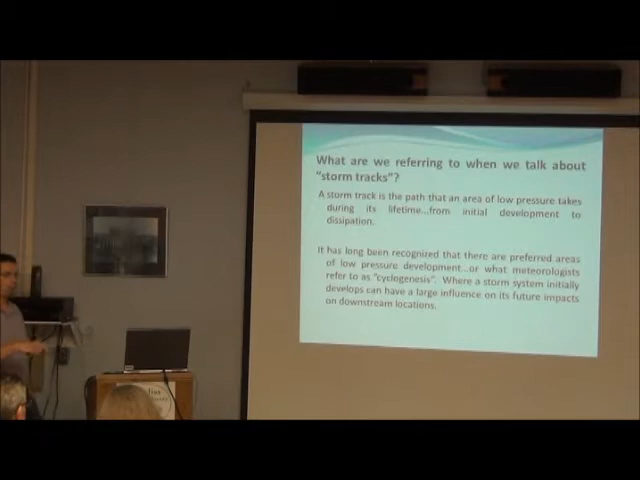 What are we referring to when we talk about
"storm tracks"?
A storm track is the path that an area of low pressure takes
during its lifetime...from initial development to
dissipation.
It has long been recognized that there are preferred areas
of low pressure development...or what meteorologists
refer to as "cyclogenesis". Where a storm system initially
develops can have a large influence on its future impacts
on downstream locations.